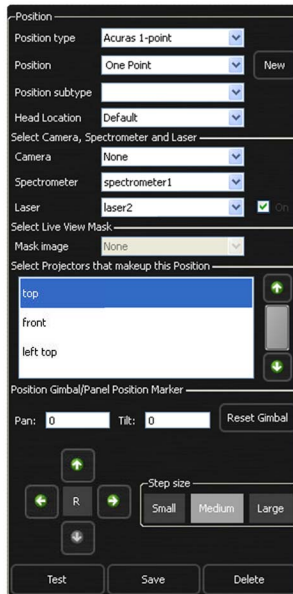 Position
Position type Acuras 1-point
Position One Point New
Position subtype
Head Location Default
Select Camera, Spectrometer and Laser
Camera None
Spectrometer spectrometer1
Laser laser2 On
Select Live View Mask
Mask image None
Select Projectors that makeup this Position
top
front
left top
Position Gimbal/Panel Position Marker
Pan: 0 Tilt: 0 Reset Gimbal
Step size
R Small Medium Large
Test Save Delete